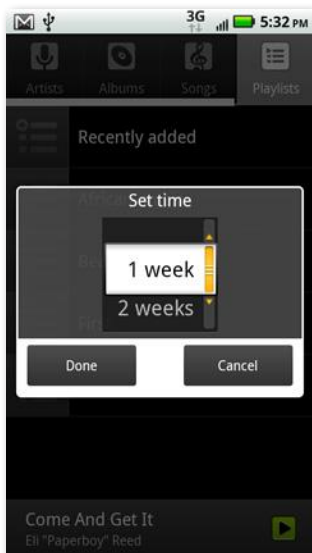 3G 5:32 PM
Artists Albums Songs Playlists
Recently added
Set time
1 week
2 weeks
Done Cancel
Come And Get It
Eli "Paperboy" Reed